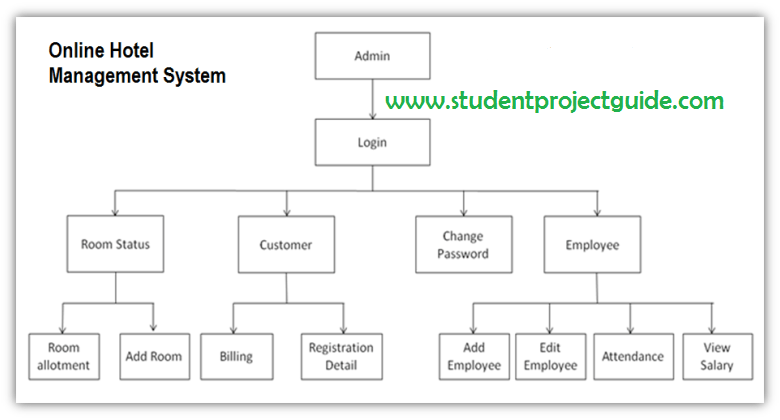 Online Hotel
Management System
Admin
www.studentprojectguide.com
Login
Room Status
Customer
Change
Password
Employee
Room
allotment
Add Room
Billing
Registration
Detail
Add
Employee
Edit
Employee
Attendance
View
Salary